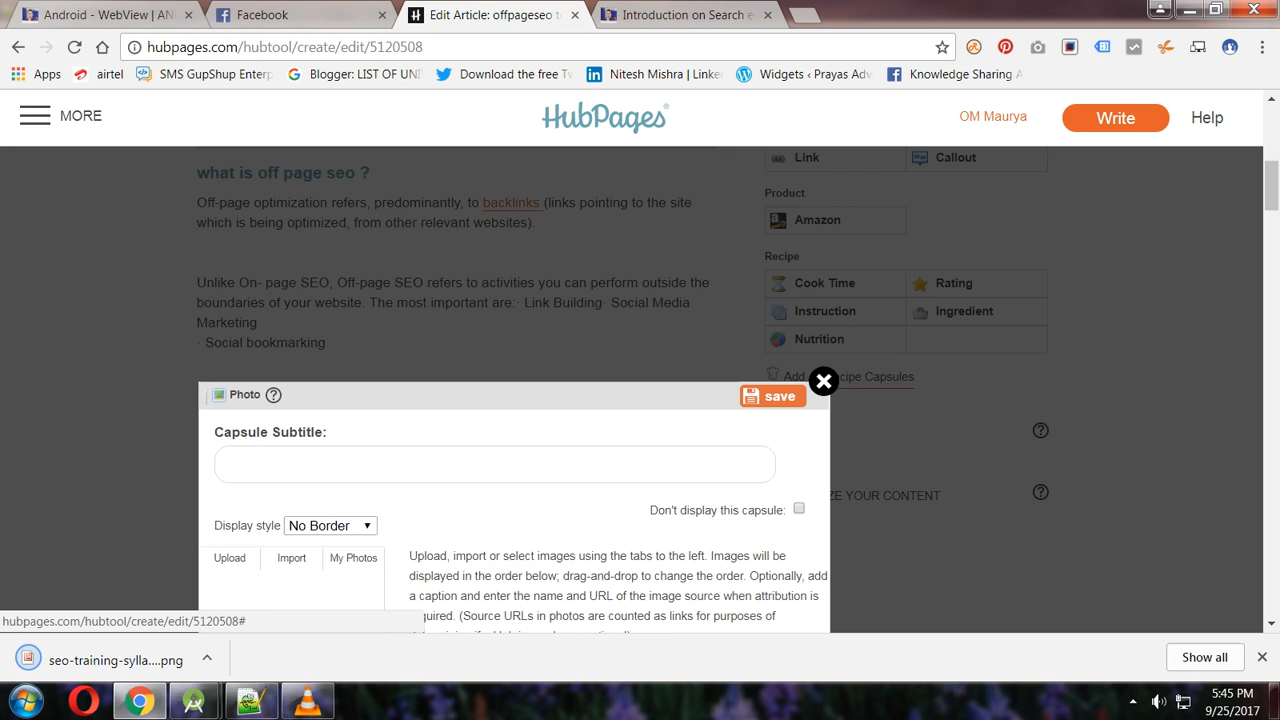 Android - WebView | AN
Facebook
Edit Article: offpageseo t
Introduction on Search e
hubpages.com/hubtool/create/edit/5120508
Apps
airtel
SMS GupShup Enterp
Blogger: LIST OF UN
Download the free T
Nitesh Mishra | Link
Widgets ‹ Prayas Adv
Knowledge Sharing A
MORE
HubPages
OM Maurya
Write
Help
what is off page seo ?
Off-page optimization refers, predominantly, to backlinks (links pointing to the site
which is being optimized, from other relevant websites).
Unlike On- page SEO, Off-page SEO refers to activities you can perform outside the
boundaries of your website. The most important are:· Link Building· Social Media
Marketing
· Social bookmarking
Link
Callout
Product
Amazon
Recipe
Cook Time
Rating
Instruction
Ingredient
Nutrition
Add cipe Capsules
ZE YOUR CONTENT
Photo
save
Capsule Subtitle:
Don't display this capsule:
Display style No Border
Upload
Import
My Photos
Upload, import or select images using the tabs to the left. Images will be
displayed in the order below; drag-and-drop to change the order. Optionally, add
a caption and enter the name and URL of the image source when attribution is
quired. (Source URLs in photos are counted as links for purposes of
hubpages.com/hubtool/create/edit/5120508#
seo-training-sylla....png
Show all
5:45 PM
9/25/2017